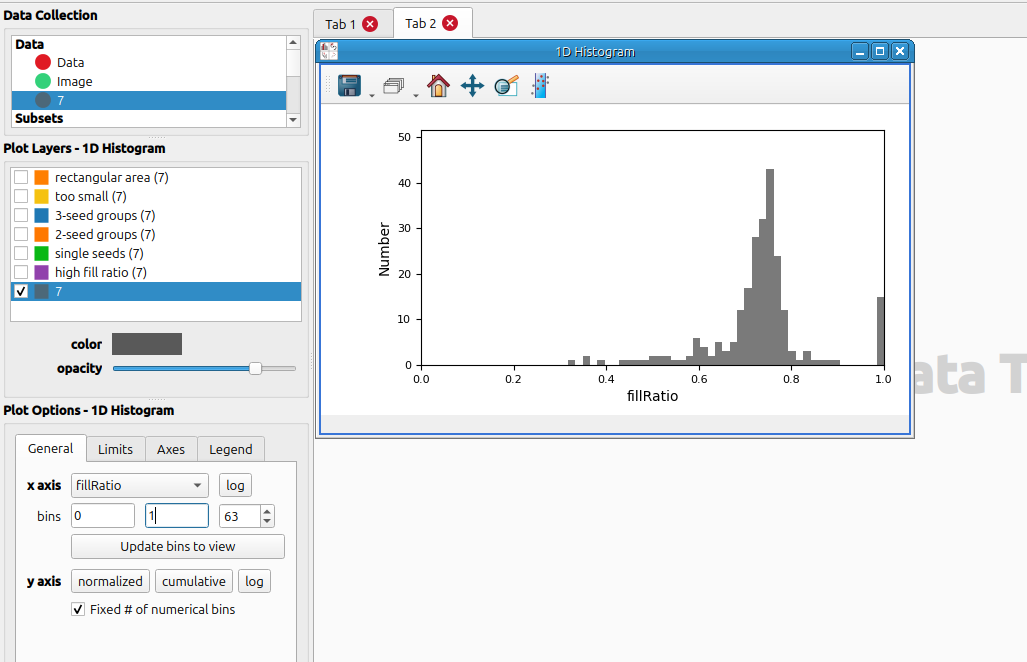 Data Collection
Data
Data
Image
7
Subsets
Plot Layers - 1D Histogram
rectangular area (7)
too small (7)
3-seed groups (7)
2-seed groups (7)
single seeds (7)
high fill ratio (7)
7
color
opacity
Plot Options - 1D Histogram
General Limits Axes Legend
x axis fillRatio log
bins 0 1 63
Update bins to view
y axis normalized cumulative log
Fixed # of numerical bins
Tab 1 Tab 2
1D Histogram
50
40
30
20
10
0
Number
0.0 0.2 0.4 0.6 0.8 1.0
fillRatio
ata T